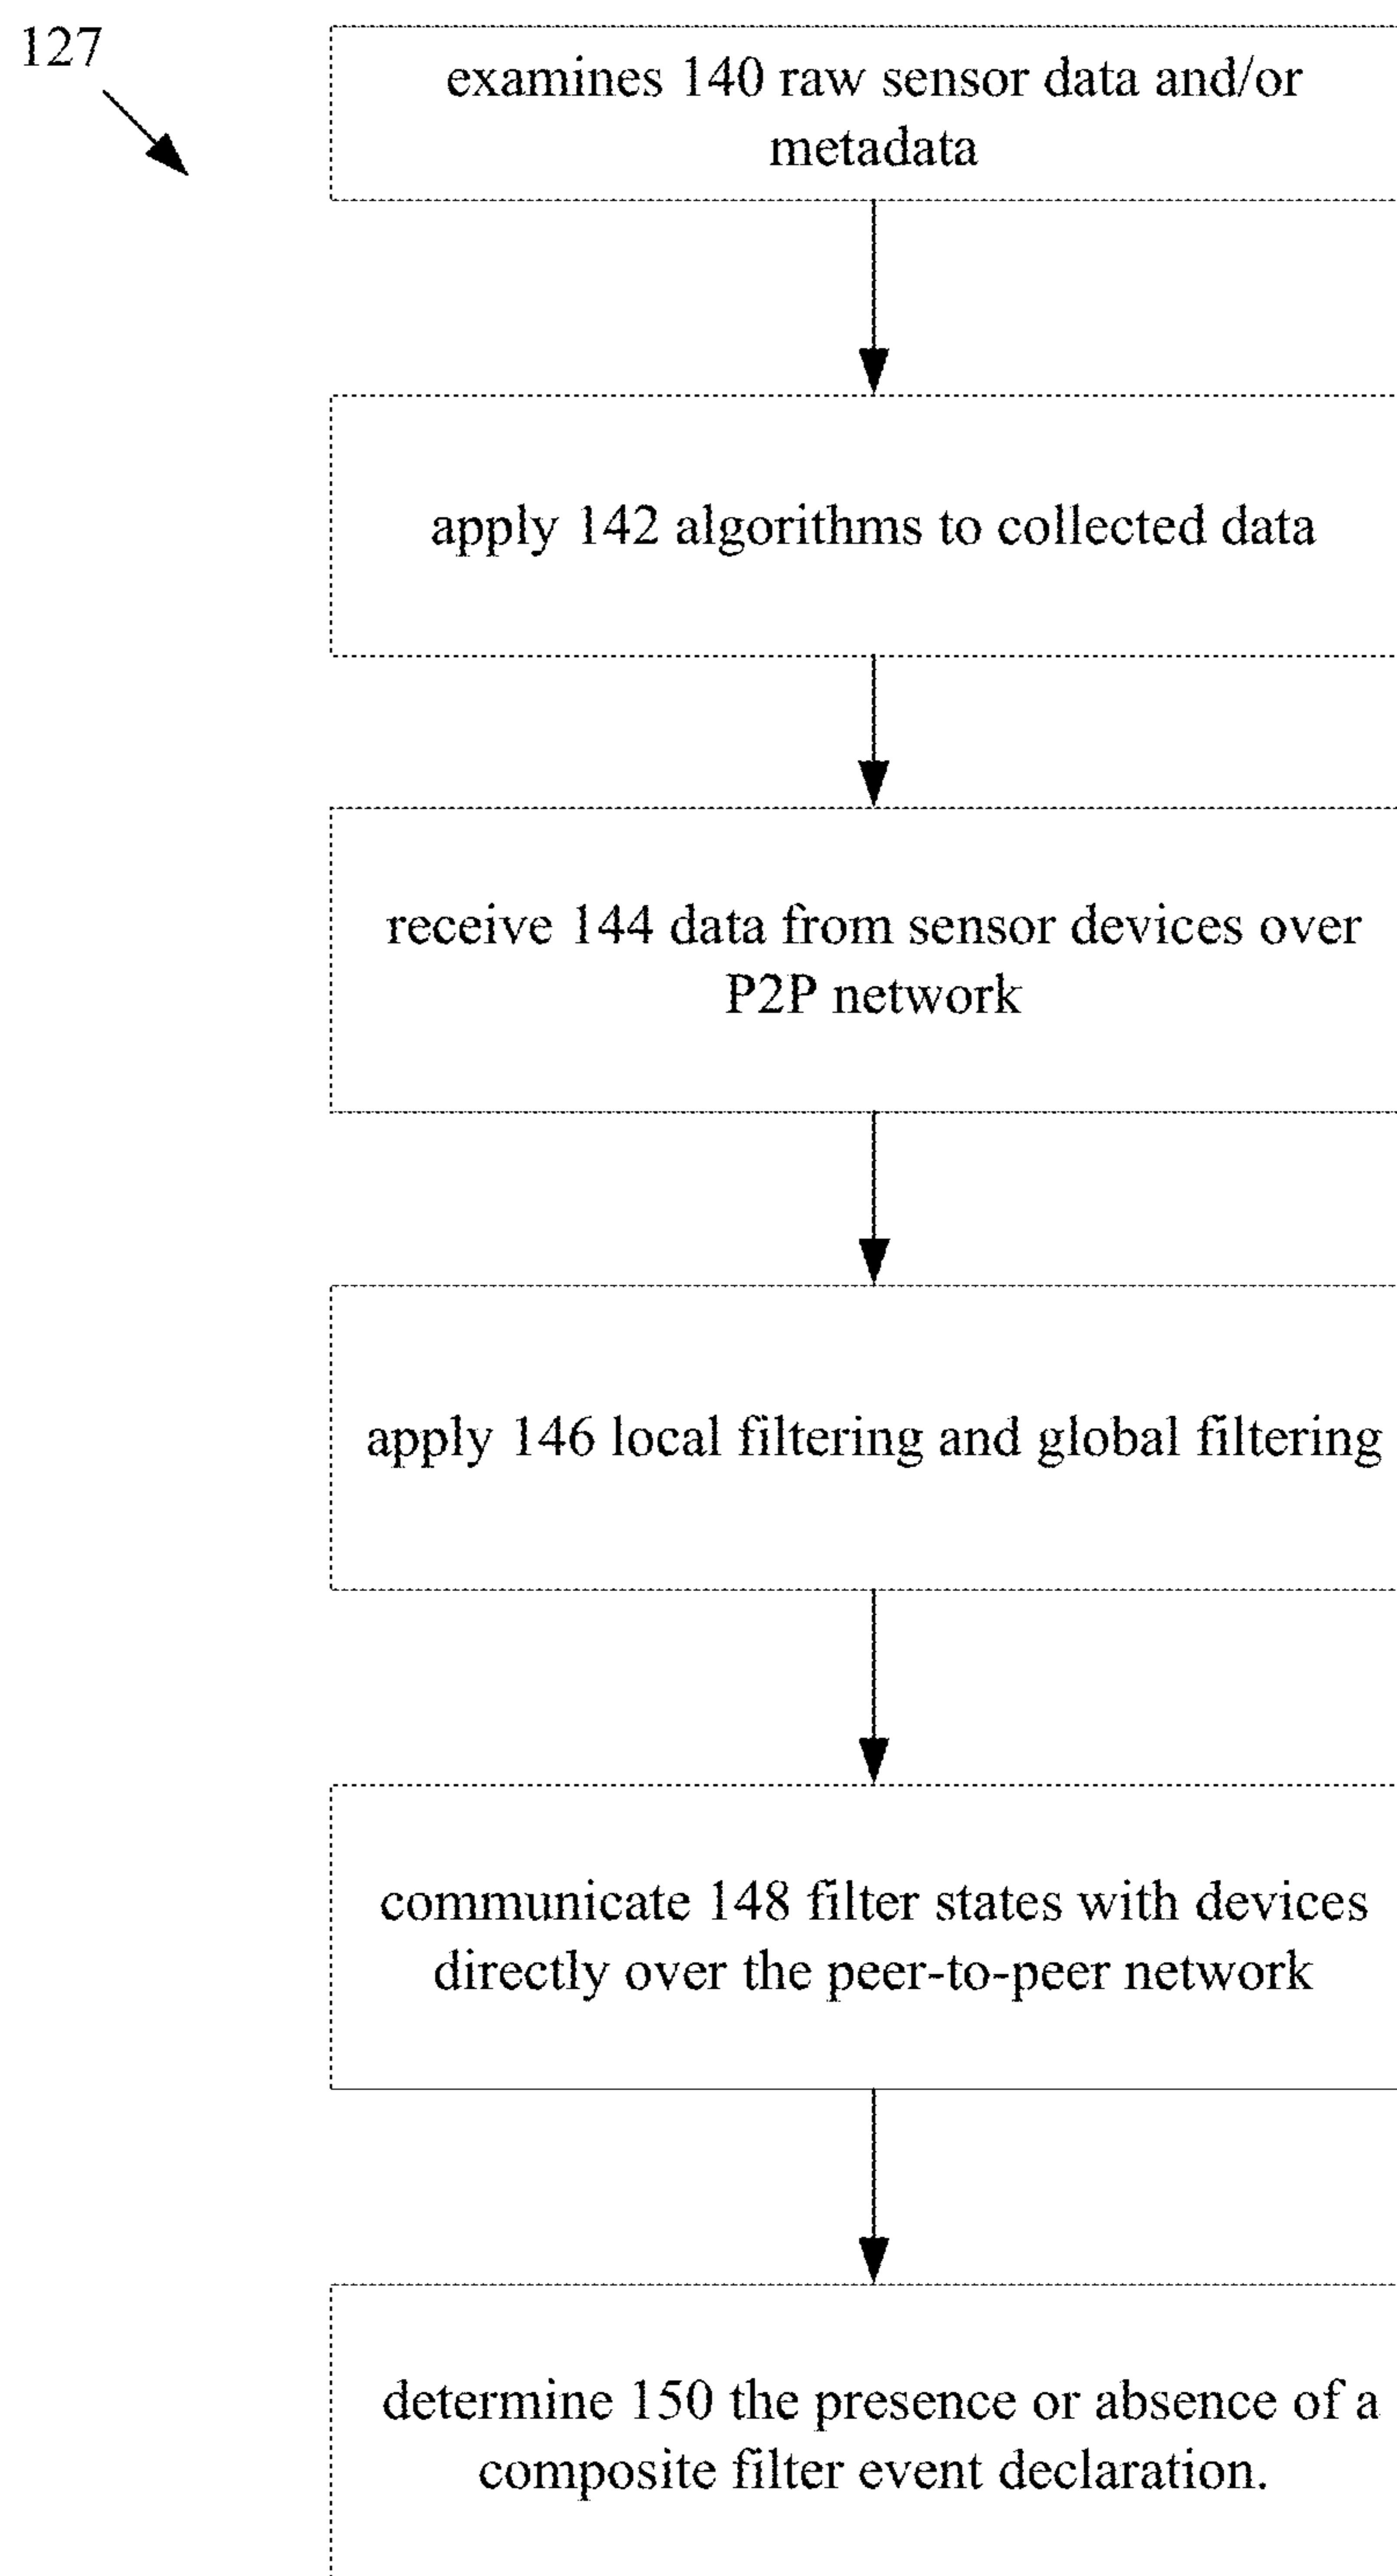 127
examines 140 raw sensor data and/or
metadata
apply 142 algorithms to collected data
receive 144 data from sensor devices over
P2P network
apply 146 local filtering and global filtering
communicate 148 filter states with devices
directly over the peer-to-peer network
determine 150 the presence or absence of a
composite filter event declaration.